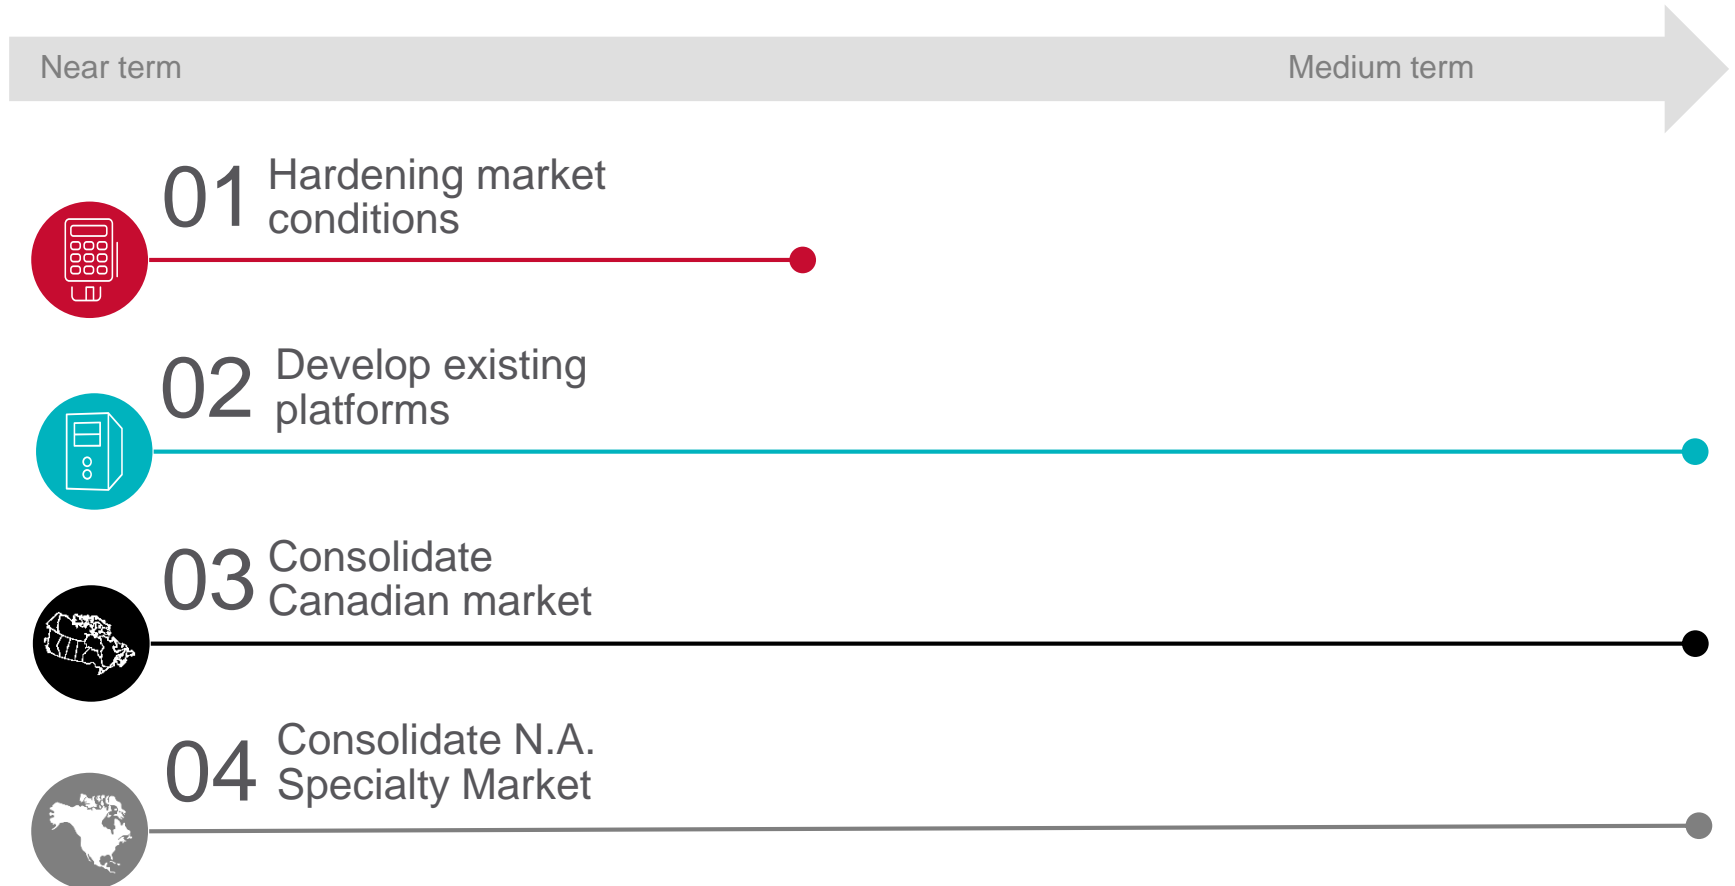 Near term
Medium term
01
Hardening market
conditions
02
Develop existing
platforms
03
Consolidate
Canadian market
04
Consolidate N.A.
Specialty Market